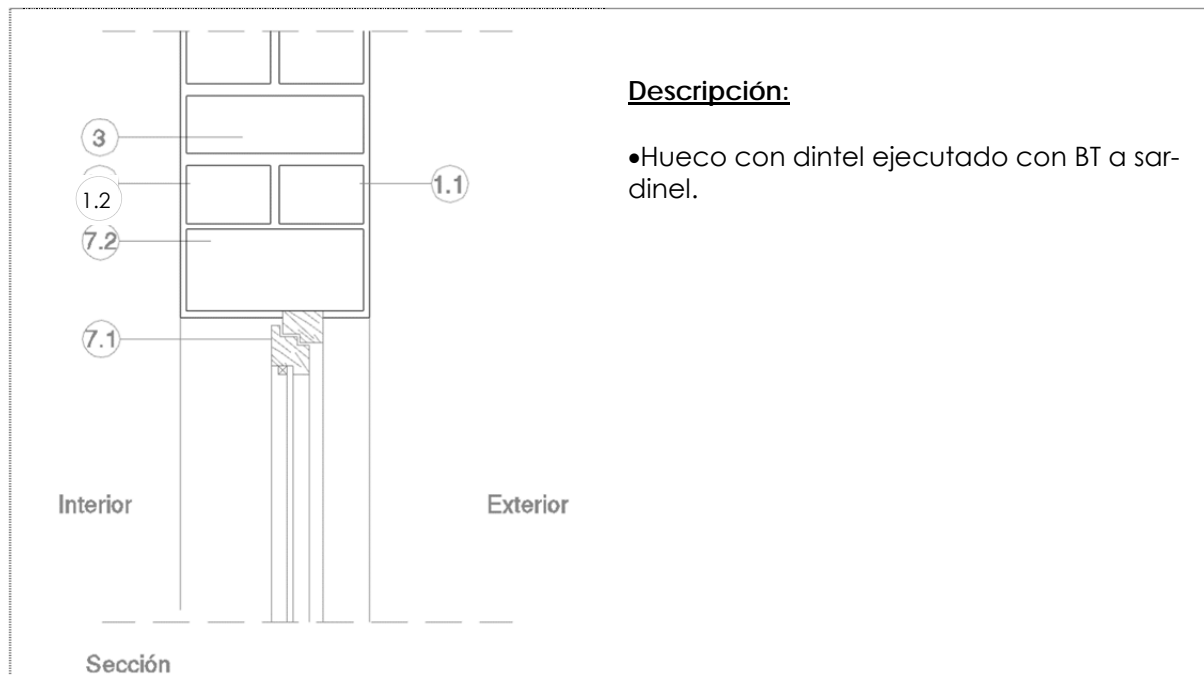 3
1.2
1.1
7.2
7.1
Interior
Exterior
Sección
Descripción:
•Hueco con dintel ejecutado con BT a sar-
dinel.